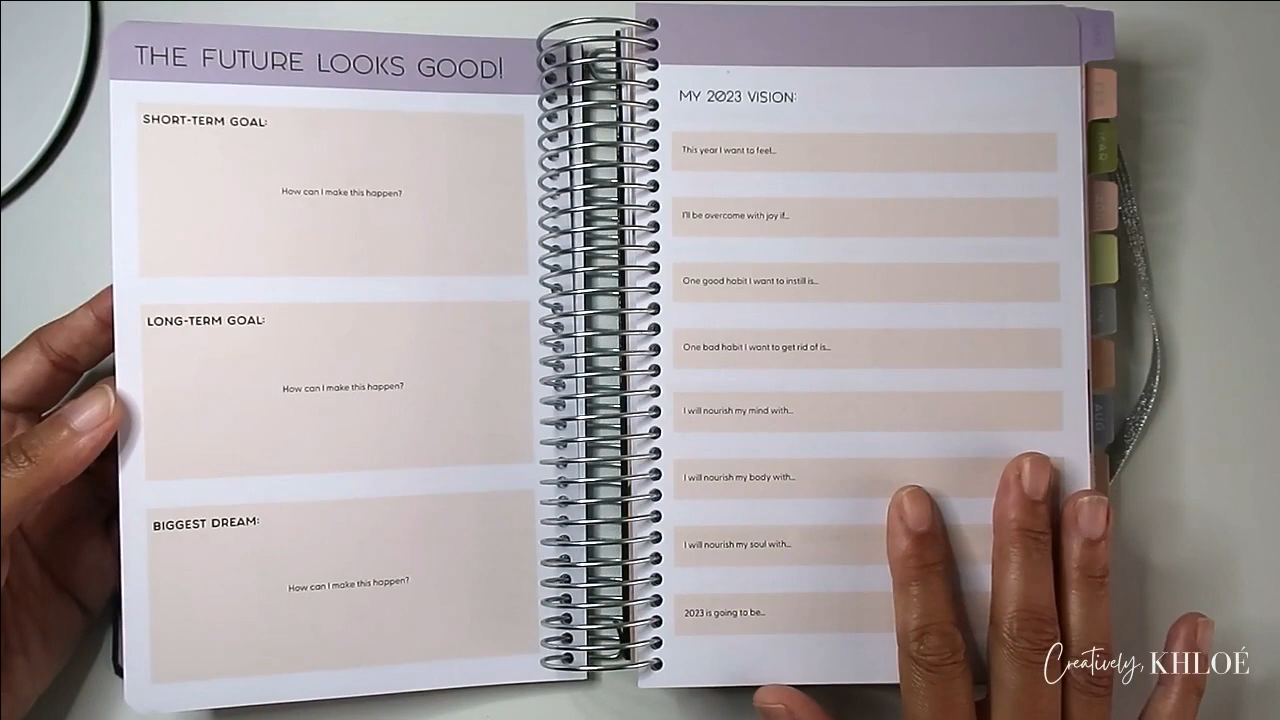 THE FUTURE LOOKS GOOD!
SHORT-TERM GOAL:
How can I make this happen?
LONG-TERM GOAL:
How can I make this happen?
BIGGEST DREAM:
How can I make this happen?
MY 2023 VISION:
This year I want to feel...
I'll be overcome with joy if...
One good habit I want to instill is...
One bad habit I want to get rid of is...
I will nourish my mind with...
I will nourish my body with...
I will nourish my soul with...
2023 is going to be...
FEB
MAR
AUG
Creatively, KHLOÉ